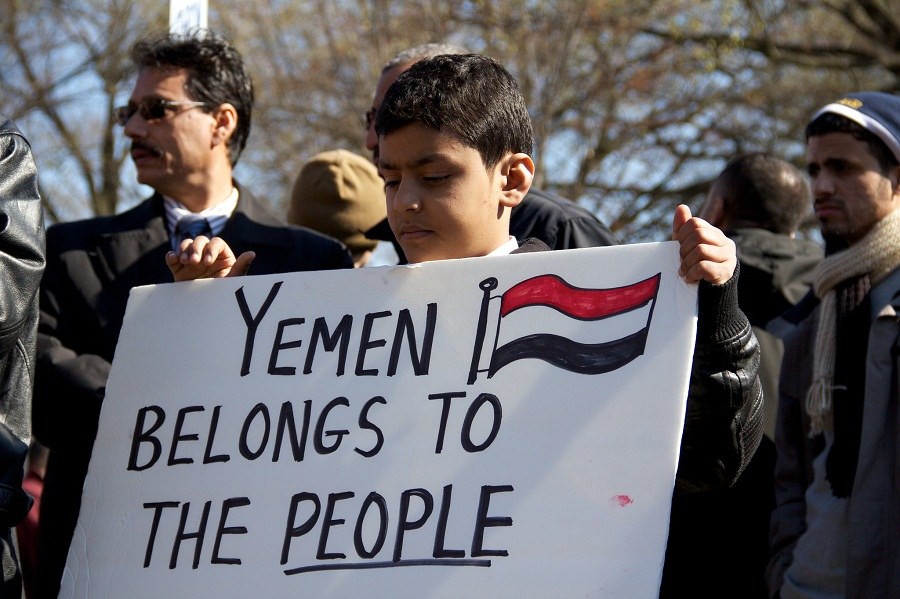 YEMEN
BELONGS TO
THE PEOPLE